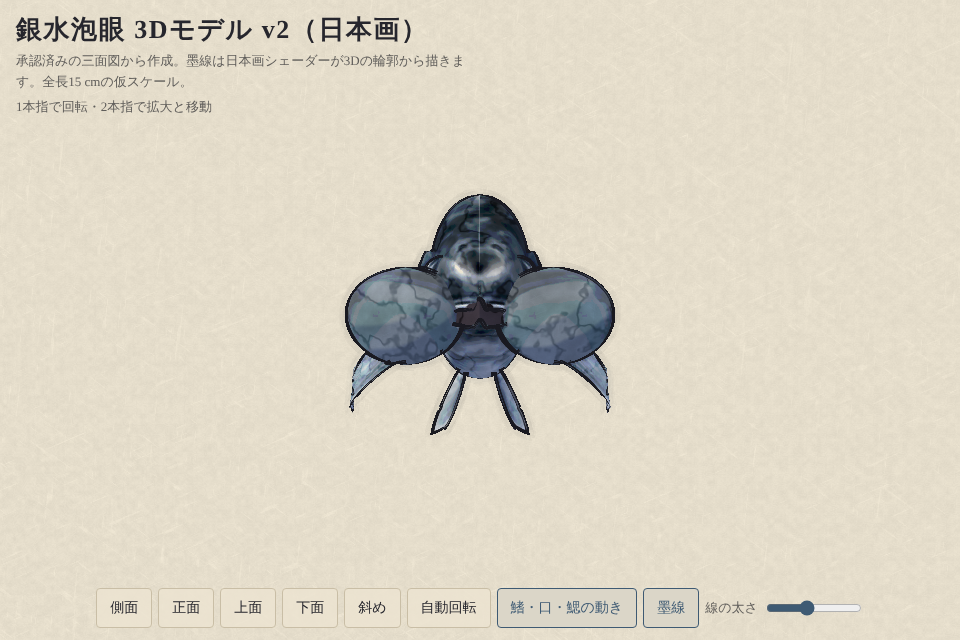 銀水泡眼 3Dモデル v2（日本画）
承認済みの三面図から作成。墨線は日本画シェーダーが3Dの輪郭から描きま
す。全長15 cmの仮スケール。
1本指で回転・2本指で拡大と移動
側面 正面 上面 下面 斜め 自動回転 鰭・口・鰓の動き 墨線 線の太さ